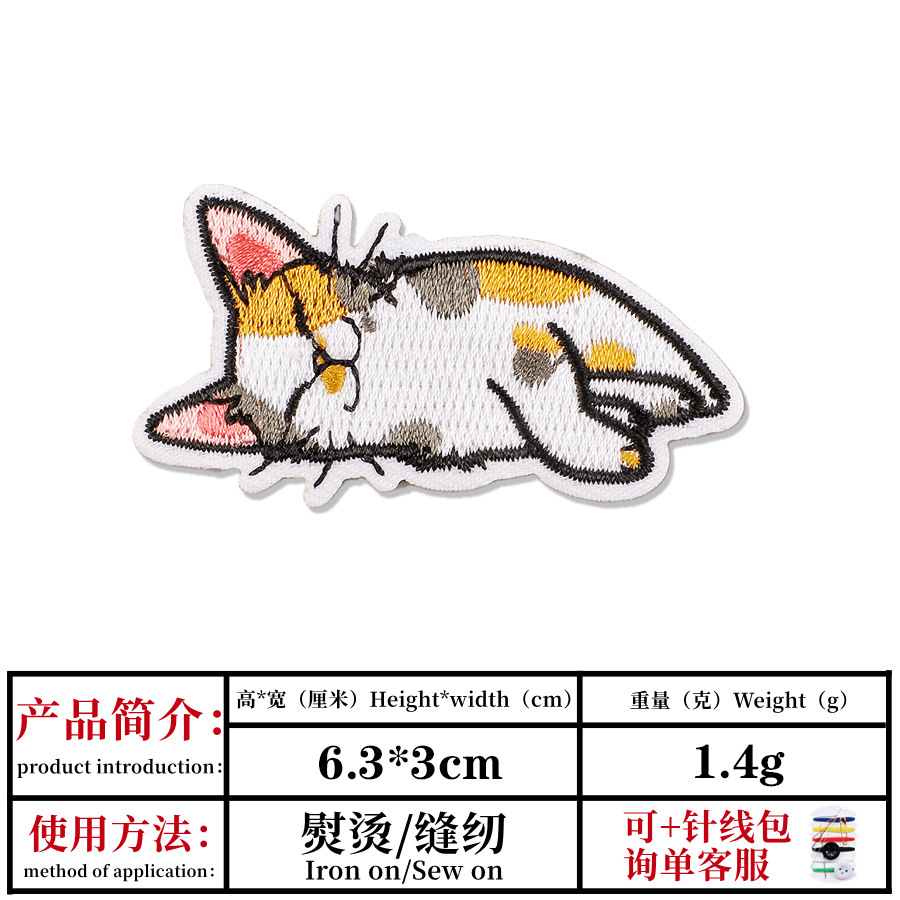 产品简介：
product introduction:
高*宽（厘米）Height*width（cm）
重量（克）Weight（g）
6.3*3cm
1.4g
使用方法：
method of application:
熨烫/缝纫
Iron on/Sew on
可+针线包
询单客服